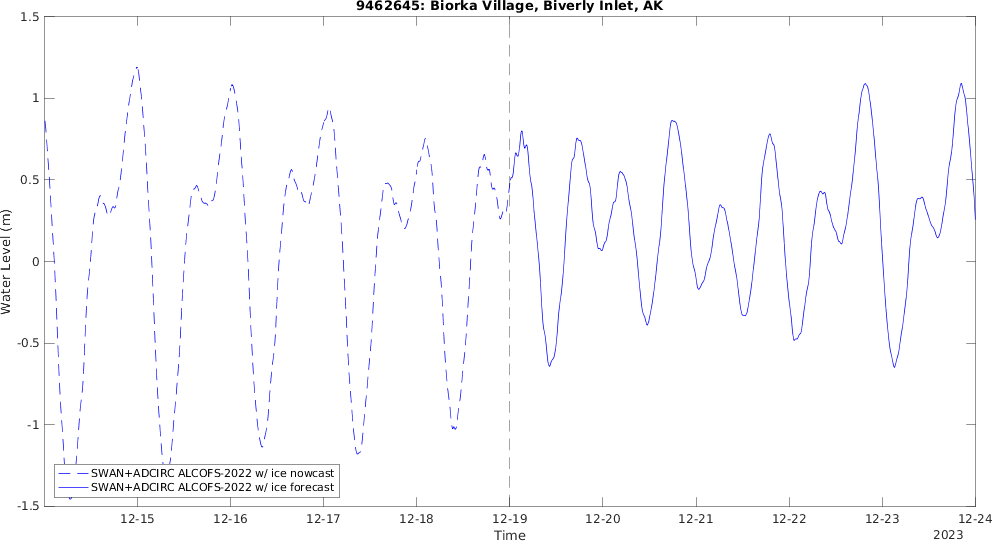 9462645: Biorka Village, Biverly Inlet, AK
1.5
1
0.5
0
-0.5
-1
-1.5
Water Level (m)
SWAN+ADCIRC ALCOFS-2022 w/ ice nowcast
SWAN+ADCIRC ALCOFS-2022 w/ ice forecast
12-15 12-16 12-17 12-18 12-19 12-20 12-21 12-22 12-23 12-24
Time
2023